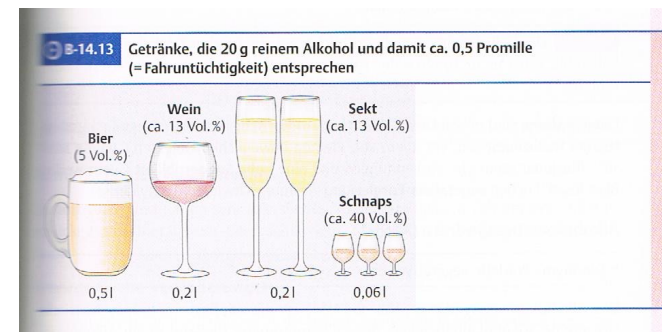 B-14.13 Getränke, die 20 g reinem Alkohol und damit ca. 0,5 Promille
(= Fahruntüchtigkeit) entsprechen
Bier
(5 Vol.%)
Wein
(ca. 13 Vol.%)
Sekt
(ca. 13 Vol.%)
Schnaps
(ca. 40 Vol.%)
0,5 l
0,2 l
0,2 l
0,06 l